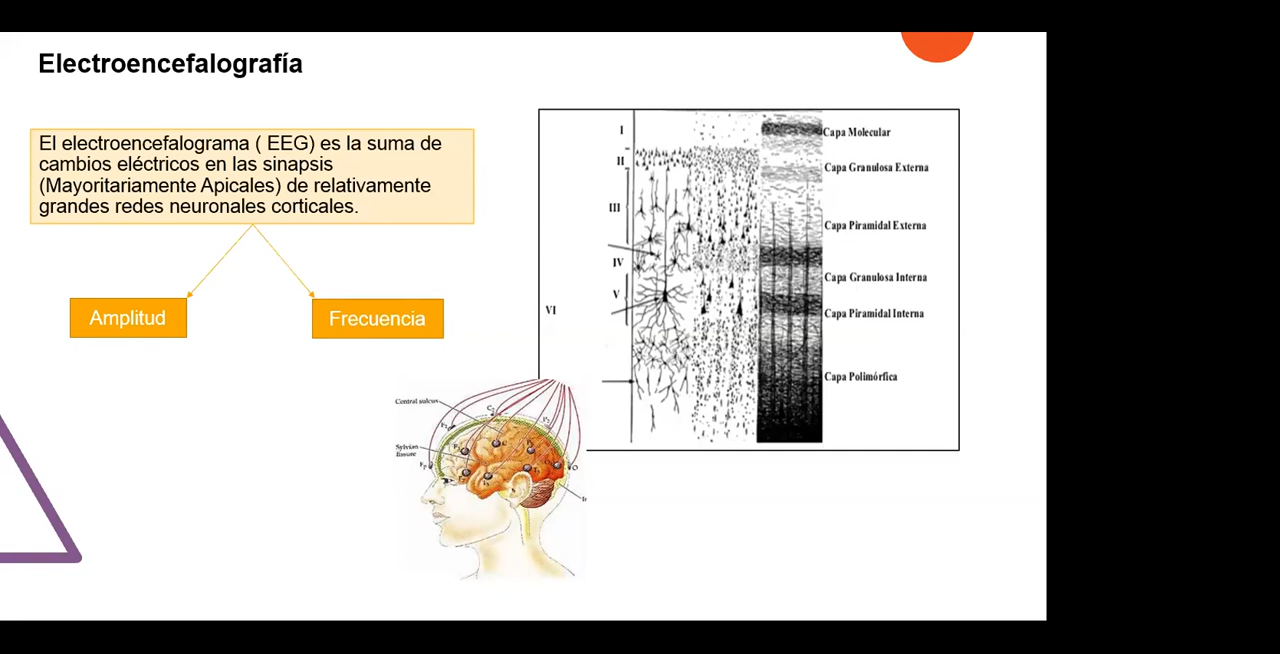 Electroencefalografía
El electroencefalograma ( EEG) es la suma de
cambios eléctricos en las sinapsis
(Mayoritariamente Apicales) de relativamente
grandes redes neuronales corticales.
Amplitud
Frecuencia
I
II
III
IV
V
VI
Capa Molecular
Capa Granulosa Externa
Capa Piramidal Externa
Capa Granulosa Interna
Capa Piramidal Interna
Capa Polimórfica
Central sulcus
Sylvian
fissure